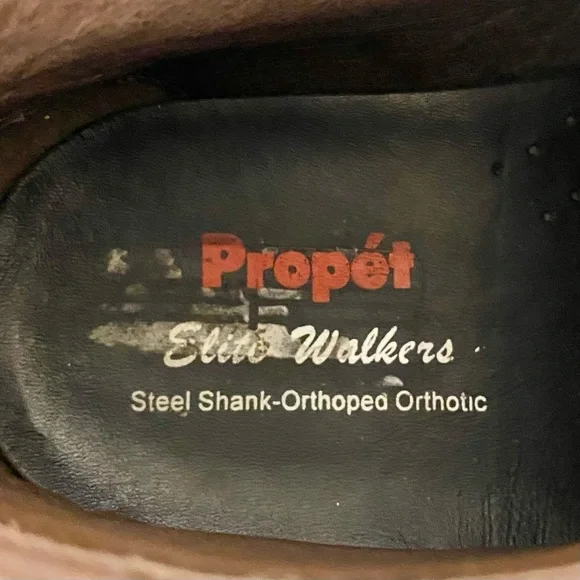 Propét
Elite Walkers
Steel Shank-Orthoped Orthotic